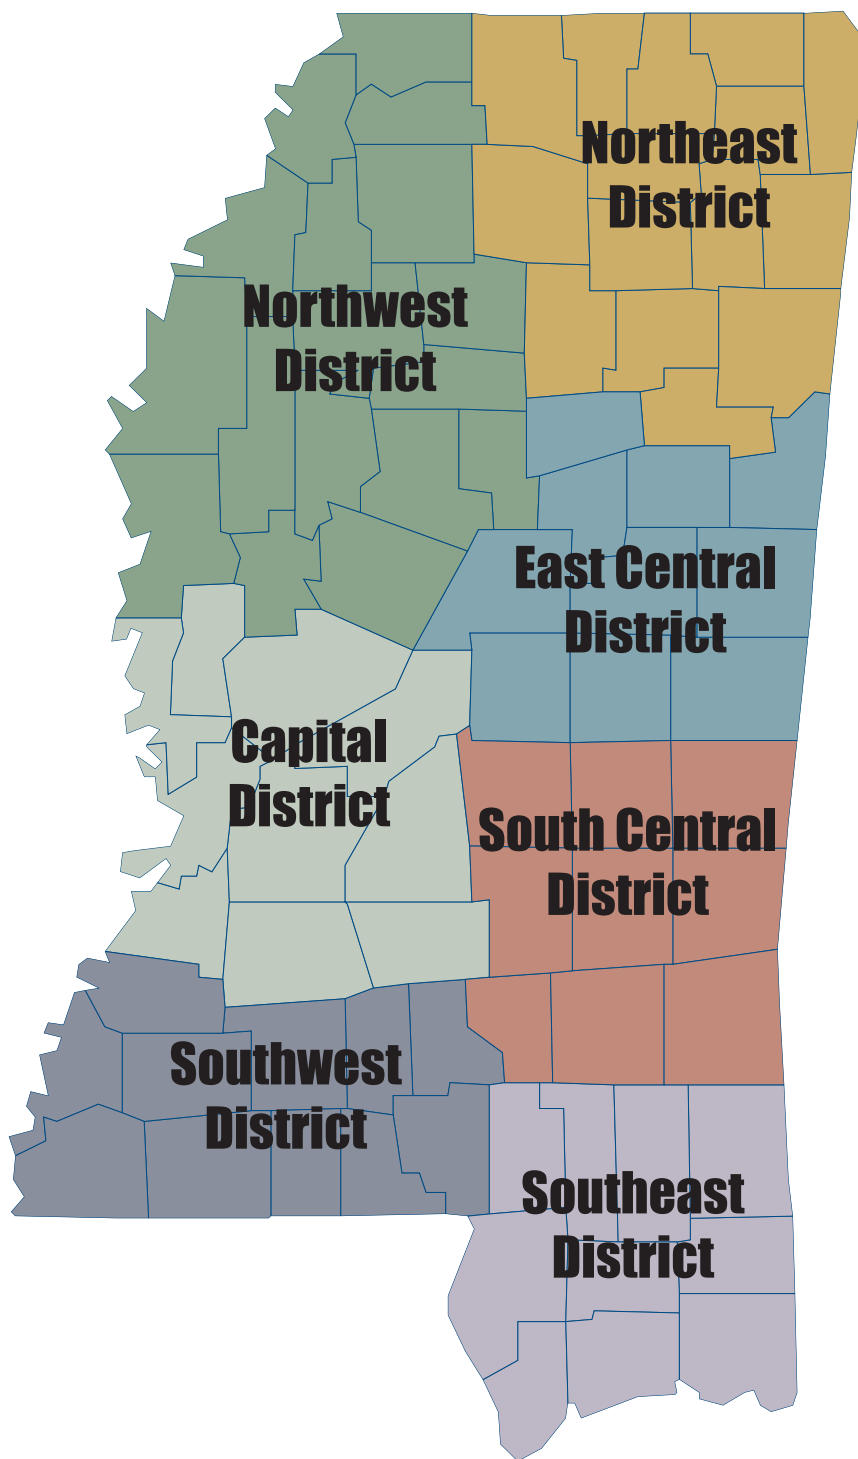 Northeast
District
Northwest
District
East Central
District
Capital
District
South Central
District
Southwest
District
Southeast
District